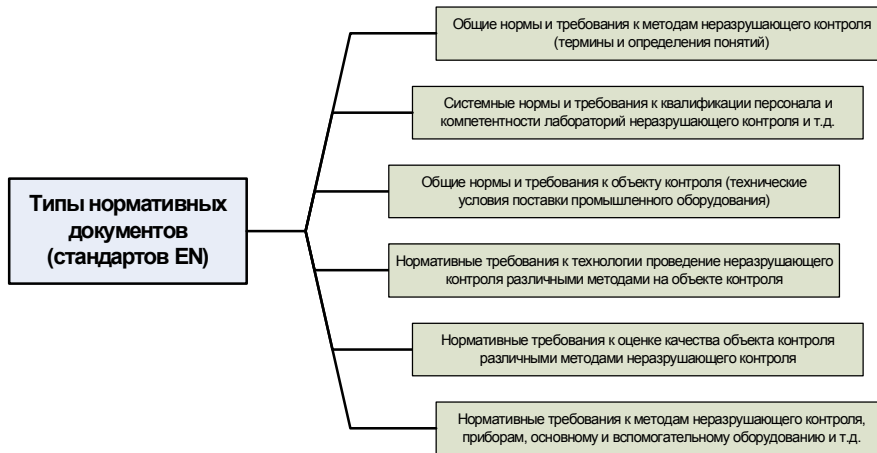 Общие нормы и требования к методам неразрушающего контроля
(термины и определения понятий)
Системные нормы и требования к квалификации персонала и
компетентности лабораторий неразрушающего контроля и т.д.
Общие нормы и требования к объекту контроля (технические
условия поставки промышленного оборудования)
Типы нормативных
документов
(стандартов EN)
Нормативные требования к технологии проведение неразрушающего
контроля различными методами на объекте контроля
Нормативные требования к оценке качества объекта контроля
различными методами неразрушающего контроля
Нормативные требования к методам неразрушающего контроля,
приборам, основному и вспомогательному оборудованию и т.д.